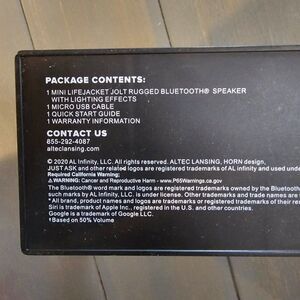 PACKAGE CONTENTS:
1 MINI LIFEJACKET JOLT RUGGED BLUETOOTH® SPEAKER
WITH LIGHTING EFFECTS
1 MICRO USB CABLE
1 QUICK START GUIDE
1 WARRANTY INFORMATION
CONTACT US
855-292-4087
alteclansing.com
© 2020 AL Infinity, LLC. All rights reserved. ALTEC LANSING, HORN design,
JUST ASK and other related logos are registered trademarks of AL infinity and used under
Required California Warning:
⚠WARNING: Cancer and Reproductive Harm - www.P65Warnings.ca.gov
The Bluetooth® word mark and logos are registered trademarks owned by the Bluetooth
such marks by AL Infinity, LLC. is under license. Other trademarks and trade names are
* All brand, product names and logos are trademarks or registered trademarks of their res
Siri is trademark of Apple Inc., registered in the U.S. and other countries.
Google is a trademark of Google LLC.
†Based on 50% Volume